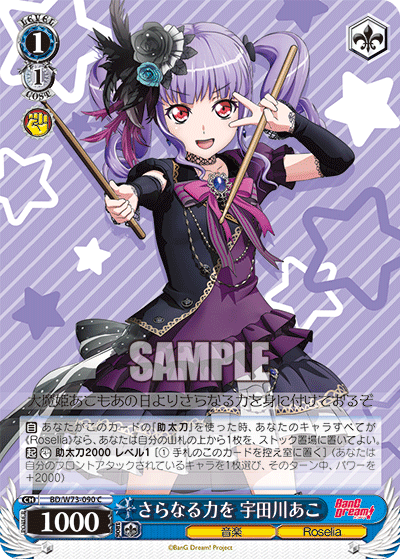 LEVEL
1
1
COST
SAMPLE
大魔姫あこもあの日よりさらなる力を身に付けておるぞ
自 あなたがこのカードの『助太刀』を使った時、あなたのキャラすべてが
《Roselia》なら、あなたは自分の山札の上から1枚を、ストック置場に置いてよい。
起 助太刀2000 レベル1 [① 手札のこのカードを控え室に置く] (あなたは
自分のフロントアタックされているキャラを1枚選び、そのターン中、パワーを
+2000)
CH BD/W73-090 C
1000
さらなる力を 宇田川あこ
BanG Dream!
音楽
Roselia
©BanG Dream! Project